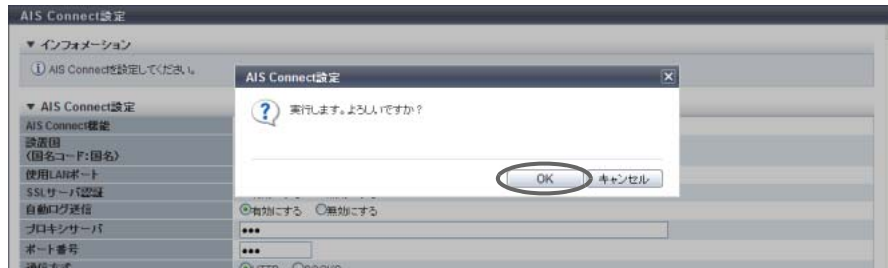 AIS Connect設定
▼ インフォメーション
AIS Connectを設定してください。
AIS Connect設定
実行します。よろしいですか？
OK キャンセル
▼ AIS Connect設定
AIS Connect機能
設置国
(国名コード:国名)
使用LANポート
SSLサーバ認証
自動ログ送信 有効にする 無効にする
プロキシサーバ •••
ポート番号 •••
通信方式 HTTP